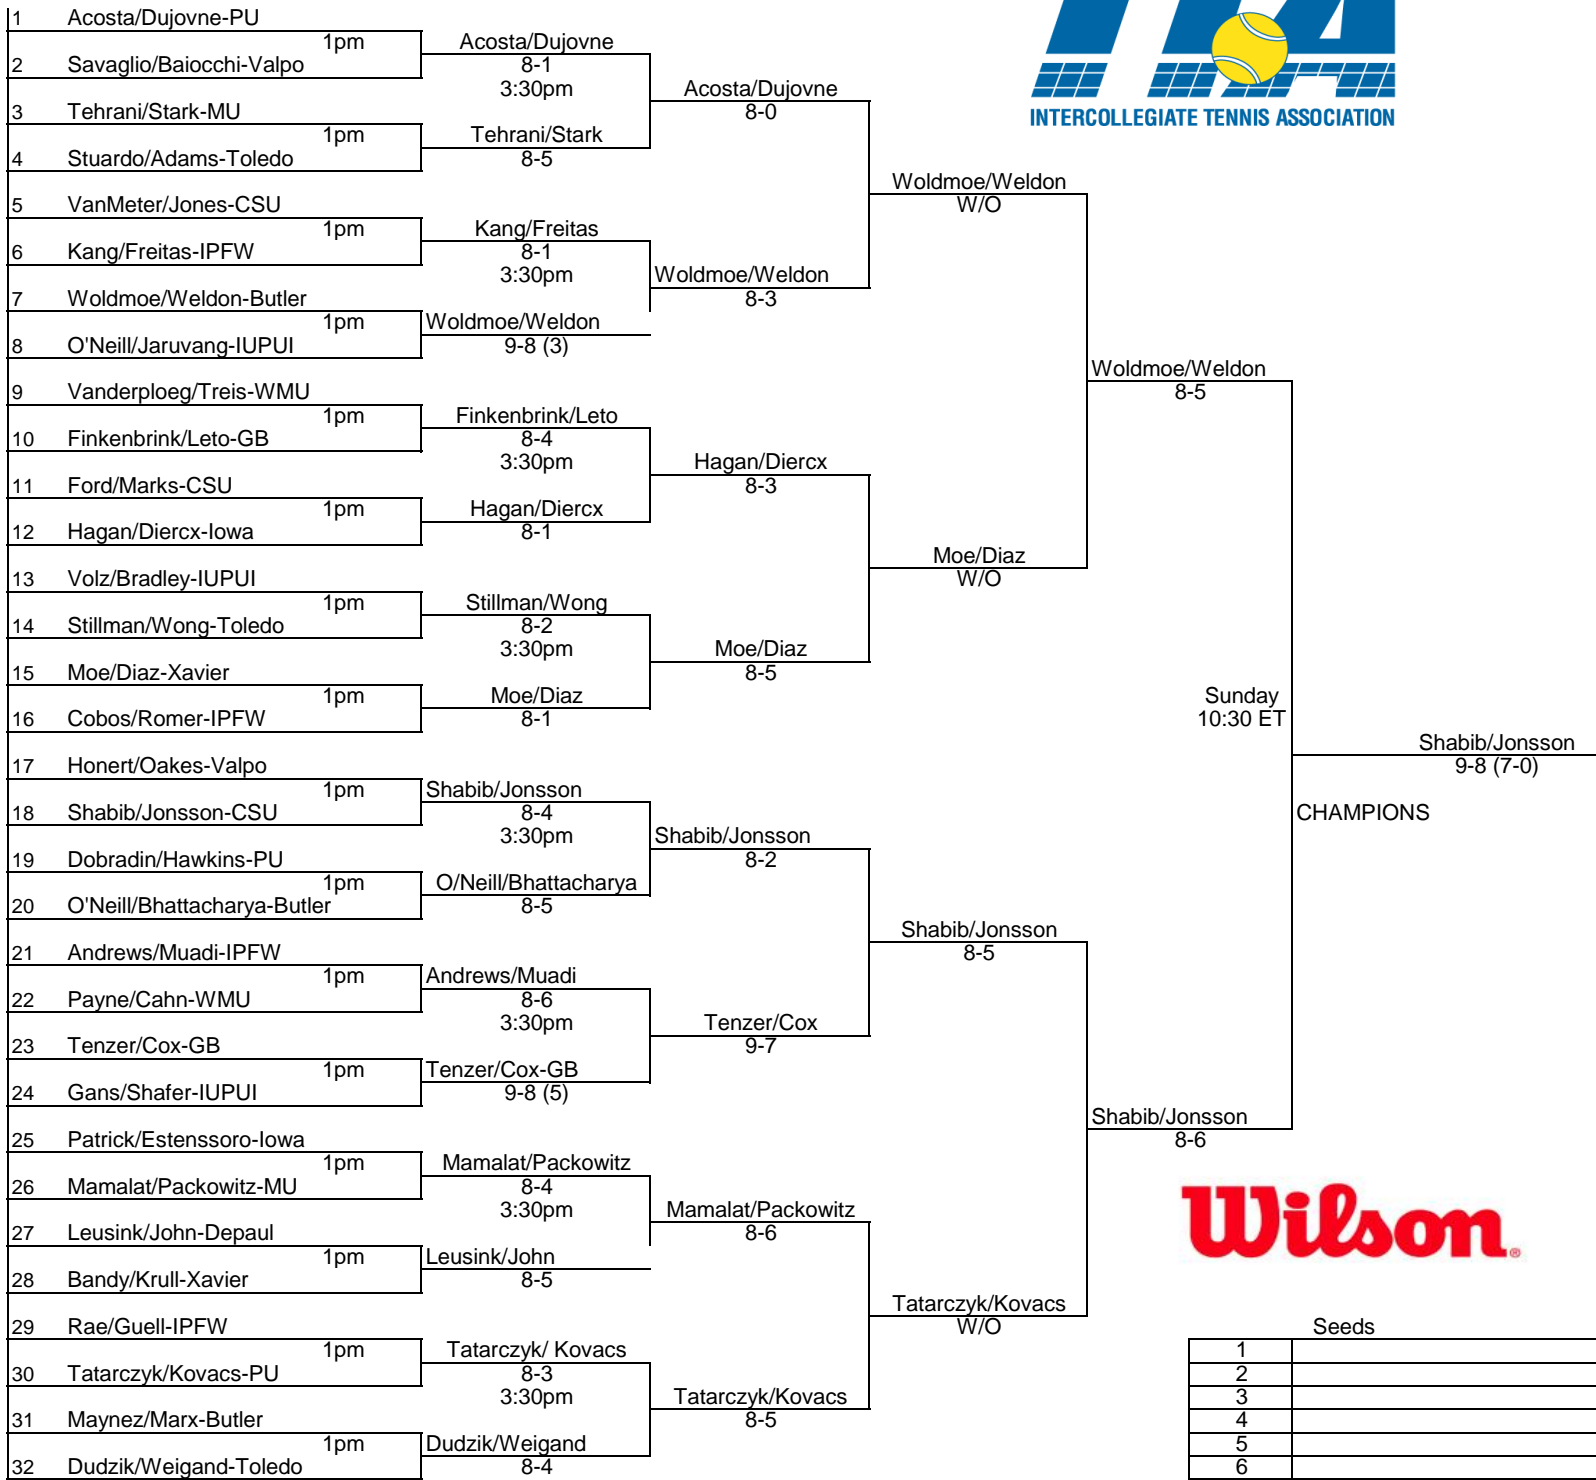 INTERCOLLEGIATE TENNIS ASSOCIATION
1 Acosta/Dujovne-PU
1pm
2 Savaglio/Baiocchi-Valpo
3 Tehrani/Stark-MU
1pm
4 Stuardo/Adams-Toledo
5 VanMeter/Jones-CSU
1pm
6 Kang/Freitas-IPFW
7 Woldmoe/Weldon-Butler
1pm
8 O'Neill/Jaruvang-IUPUI
9 Vanderploeg/Treis-WMU
1pm
10 Finkenbrink/Leto-GB
11 Ford/Marks-CSU
1pm
12 Hagan/Diercx-Iowa
13 Volz/Bradley-IUPUI
1pm
14 Stillman/Wong-Toledo
15 Moe/Diaz-Xavier
1pm
16 Cobos/Romer-IPFW
17 Honert/Oakes-Valpo
1pm
18 Shabib/Jonsson-CSU
19 Dobradin/Hawkins-PU
1pm
20 O'Neill/Bhattacharya-Butler
21 Andrews/Muadi-IPFW
1pm
22 Payne/Cahn-WMU
23 Tenzer/Cox-GB
1pm
24 Gans/Shafer-IUPUI
25 Patrick/Estenssoro-Iowa
1pm
26 Mamalat/Packowitz-MU
27 Leusink/John-Depaul
1pm
28 Bandy/Krull-Xavier
29 Rae/Guell-IPFW
1pm
30 Tatarczyk/Kovacs-PU
31 Maynez/Marx-Butler
1pm
32 Dudzik/Weigand-Toledo
Acosta/Dujovne
8-1
3:30pm
Tehrani/Stark
8-5
Kang/Freitas
8-1
3:30pm
Woldmoe/Weldon
9-8 (3)
Finkenbrink/Leto
8-4
3:30pm
Hagan/Diercx
8-1
Stillman/Wong
8-2
3:30pm
Moe/Diaz
8-1
Shabib/Jonsson
8-4
3:30pm
O/Neill/Bhattacharya
8-5
Andrews/Muadi
8-6
3:30pm
Tenzer/Cox-GB
9-8 (5)
Mamalat/Packowitz
8-4
3:30pm
Leusink/John
8-5
Tatarczyk/ Kovacs
8-3
3:30pm
Dudzik/Weigand
8-4
Acosta/Dujovne
8-0
Woldmoe/Weldon
8-3
Hagan/Diercx
8-3
Moe/Diaz
8-5
Shabib/Jonsson
8-2
Tenzer/Cox
9-7
Mamalat/Packowitz
8-6
Tatarczyk/Kovacs
8-5
Woldmoe/Weldon
W/O
Moe/Diaz
W/O
Shabib/Jonsson
8-5
Tatarczyk/Kovacs
W/O
Woldmoe/Weldon
8-5
Sunday
10:30 ET
Shabib/Jonsson
8-6
Shabib/Jonsson
9-8 (7-0)
CHAMPIONS
Wilson®
Seeds
1
2
3
4
5
6